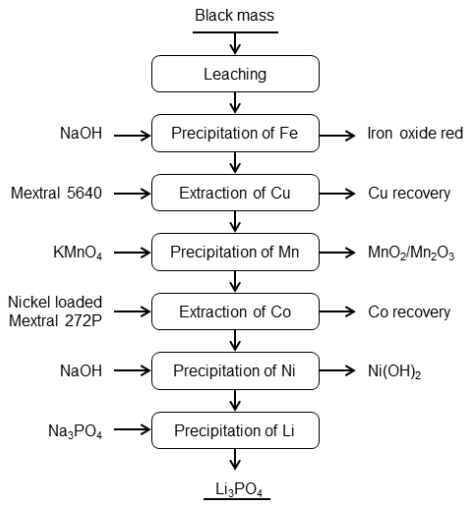 Black mass
Leaching
NaOH
Precipitation of Fe
Iron oxide red
Mextral 5640
Extraction of Cu
Cu recovery
KMnO₄
Precipitation of Mn
MnO₂/Mn₂O₃
Nickel loaded
Mextral 272P
Extraction of Co
Co recovery
NaOH
Precipitation of Ni
Ni(OH)₂
Na₃PO₄
Precipitation of Li
Li₃PO₄